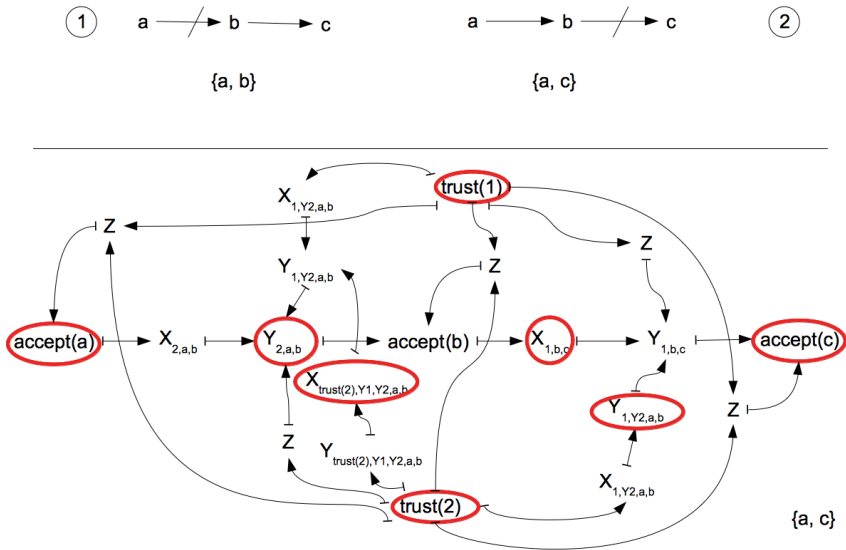 1 a b c
a b c 2
{a, b}
{a, c}
trust(1)
X1,Y2,a,b
Z
Z
Y1,Y2,a,b
Z
accept(a)
X2,a,b
Y2,a,b
accept(b)
X1,b,c
Y1,b,c
accept(c)
Xtrust(2),Y1,Y2,a,b
Y1,Y2,a,b
Z
Z
Ytrust(2),Y1,Y2,a,b
X1,Y2,a,b
trust(2)
{a, c}